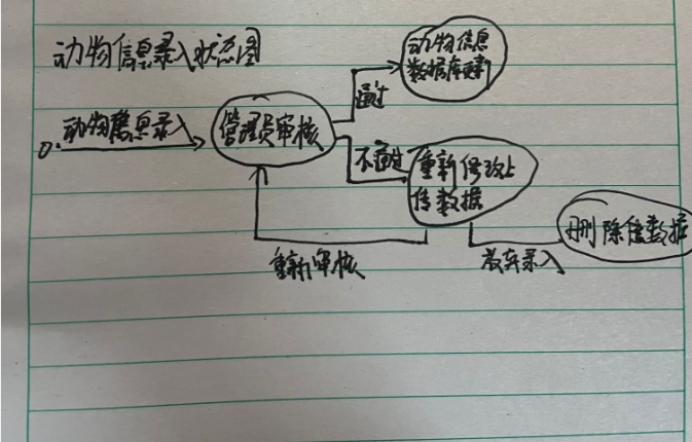 动物信息录入状态图
动物信息
数据库更新
通过
动物信息录入
管理员审核
不通过
重新修改上
传数据
删除信数据
重新审核
放弃录入